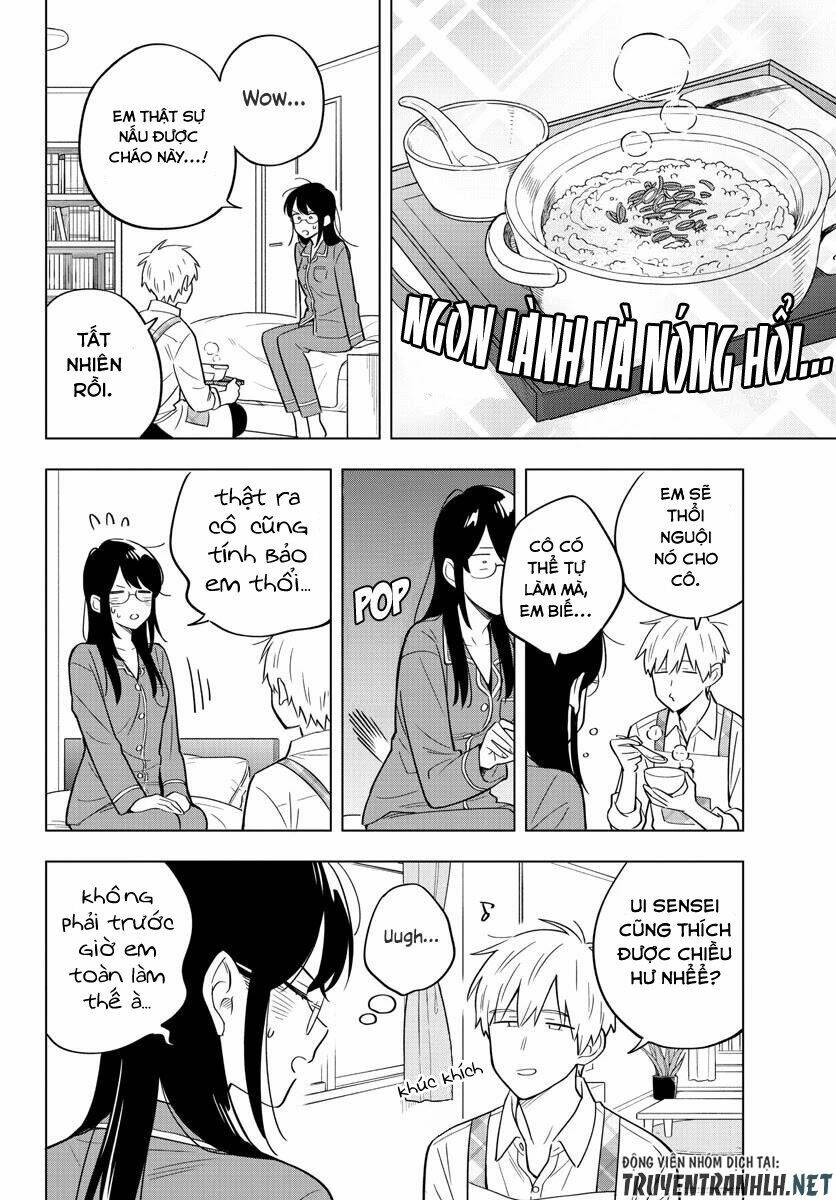 NGON LÀNH VÀ NÓNG HỔI...
Wow...
EM THẬT SỰ
NẤU ĐƯỢC
CHÁO NÀY...!
TẤT
NHIÊN
RỒI.
EM SẼ
THỔI
NGUỘI
NÓ CHO
CÔ.
CÔ CÓ
THỂ TỰ
LÀM MÀ,
EM BIẾ...
POP
thật ra
cô cũng
tính bảo
em thổi...
UI SENSEI
CŨNG THÍCH
ĐƯỢC CHIỀU
HƯ NHỂỂ?
khúc khích
Uugh...
không
phải trước
giờ em
toàn làm
thế à...
ĐỘNG VIÊN NHÓM DỊCH TẠI:
TRUYENTRANHLH.NET